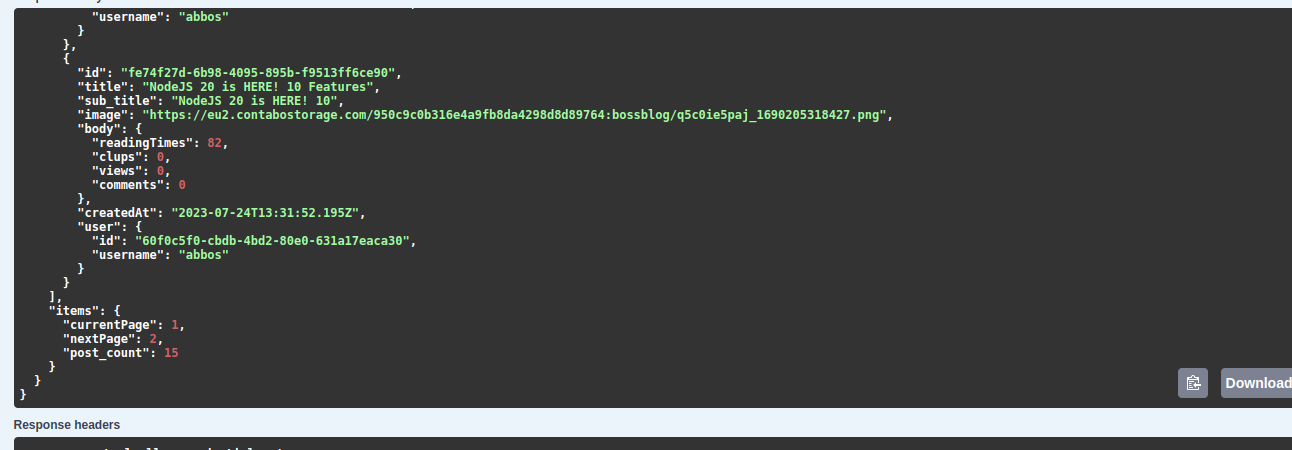 "username": "abbos"
}
},
{
"id": "fe74f27d-6b98-4095-895b-f9513ff6ce90",
"title": "NodeJS 20 is HERE! 10 Features",
"sub_title": "NodeJS 20 is HERE! 10",
"image": "https://eu2.contabostorage.com/950c9c0b316e4a9fb8da4298d8d89764:bossblog/q5c0ie5paj_1690205318427.png",
"body": {
"readingTimes": 82,
"clups": 0,
"views": 0,
"comments": 0
},
"createdAt": "2023-07-24T13:31:52.195Z",
"user": {
"id": "60f0c5f0-cbdb-4bd2-80e0-631a17eaca30",
"username": "abbos"
}
}
],
"items": {
"currentPage": 1,
"nextPage": 2,
"post_count": 15
}
}
}
Download
Response headers